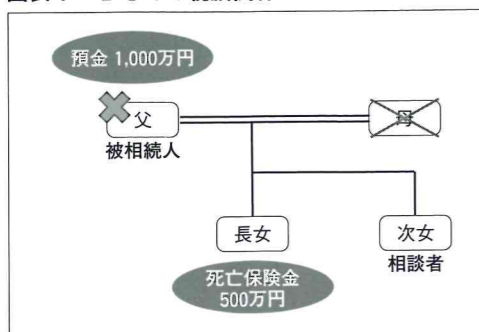 預金 1,000万円
父
母
被相続人
長女
次女
相談者
死亡保険金
500万円